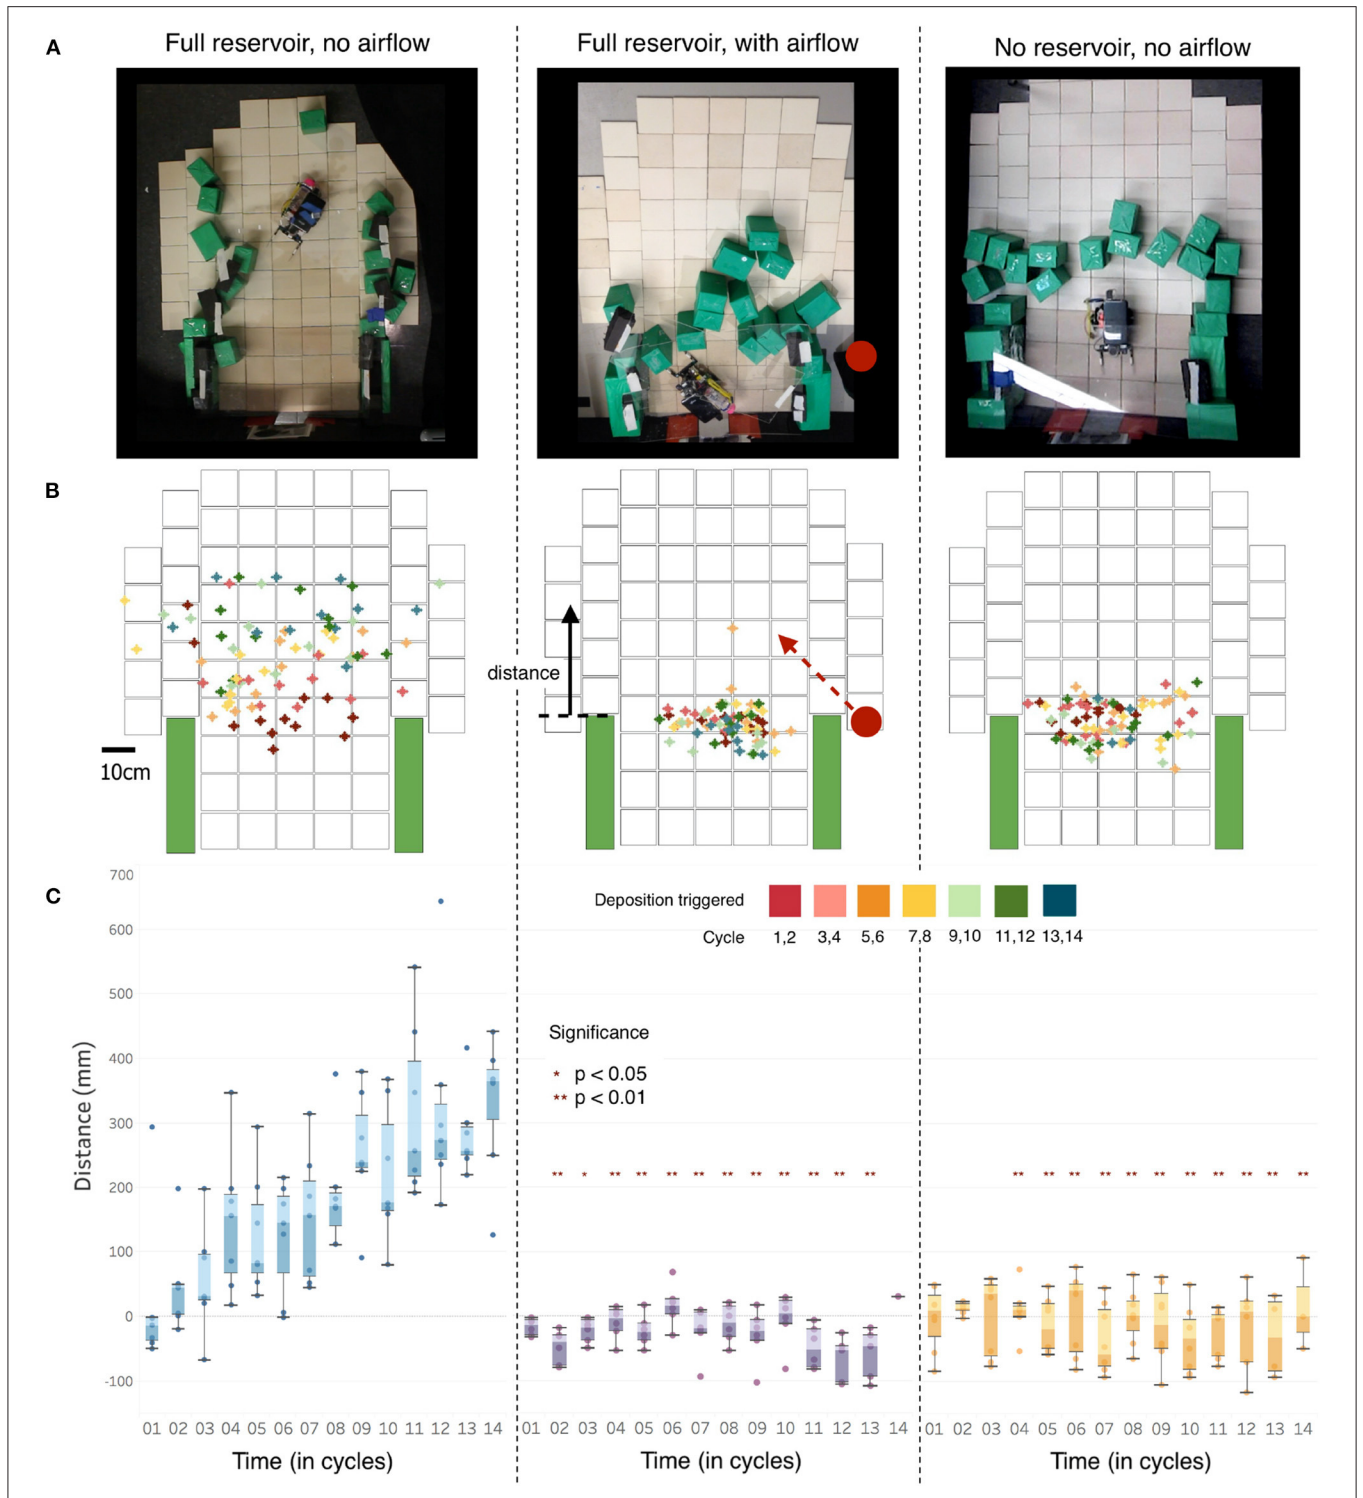 A
Full reservoir, no airflow
Full reservoir, with airflow
No reservoir, no airflow
B
distance
10cm
C
Deposition triggered
Cycle 1,2 3,4 5,6 7,8 9,10 11,12 13,14
Significance
* p < 0.05
** p < 0.01
Distance (mm)
700
600
500
400
300
200
100
0
-100
** * ** ** ** ** ** ** ** ** ** **
** ** ** ** ** ** ** ** ** ** **
01 02 03 04 05 06 07 08 09 10 11 12 13 14
01 02 03 04 05 06 07 08 09 10 11 12 13 14
01 02 03 04 05 06 07 08 09 10 11 12 13 14
Time (in cycles)
Time (in cycles)
Time (in cycles)